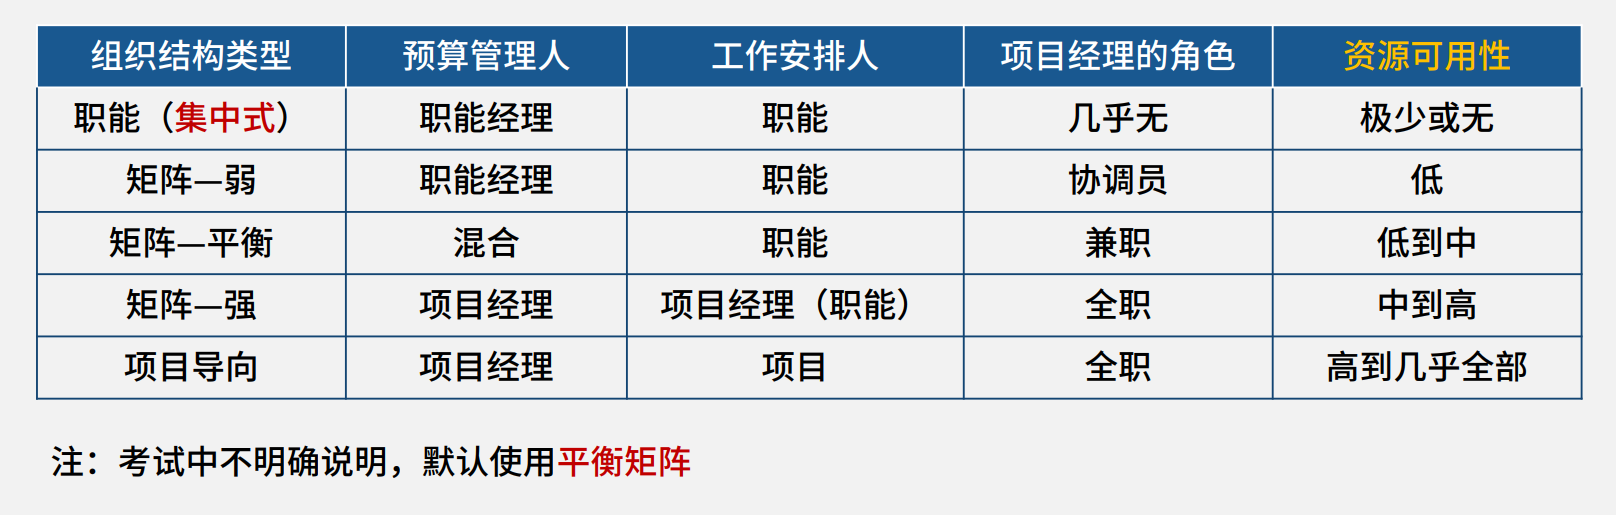 组织结构类型 预算管理人 工作安排人 项目经理的角色 资源可用性
职能（集中式） 职能经理 职能 几乎无 极少或无
矩阵—弱 职能经理 职能 协调员 低
矩阵—平衡 混合 职能 兼职 低到中
矩阵—强 项目经理 项目经理（职能） 全职 中到高
项目导向 项目经理 项目 全职 高到几乎全部
注：考试中不明确说明，默认使用平衡矩阵